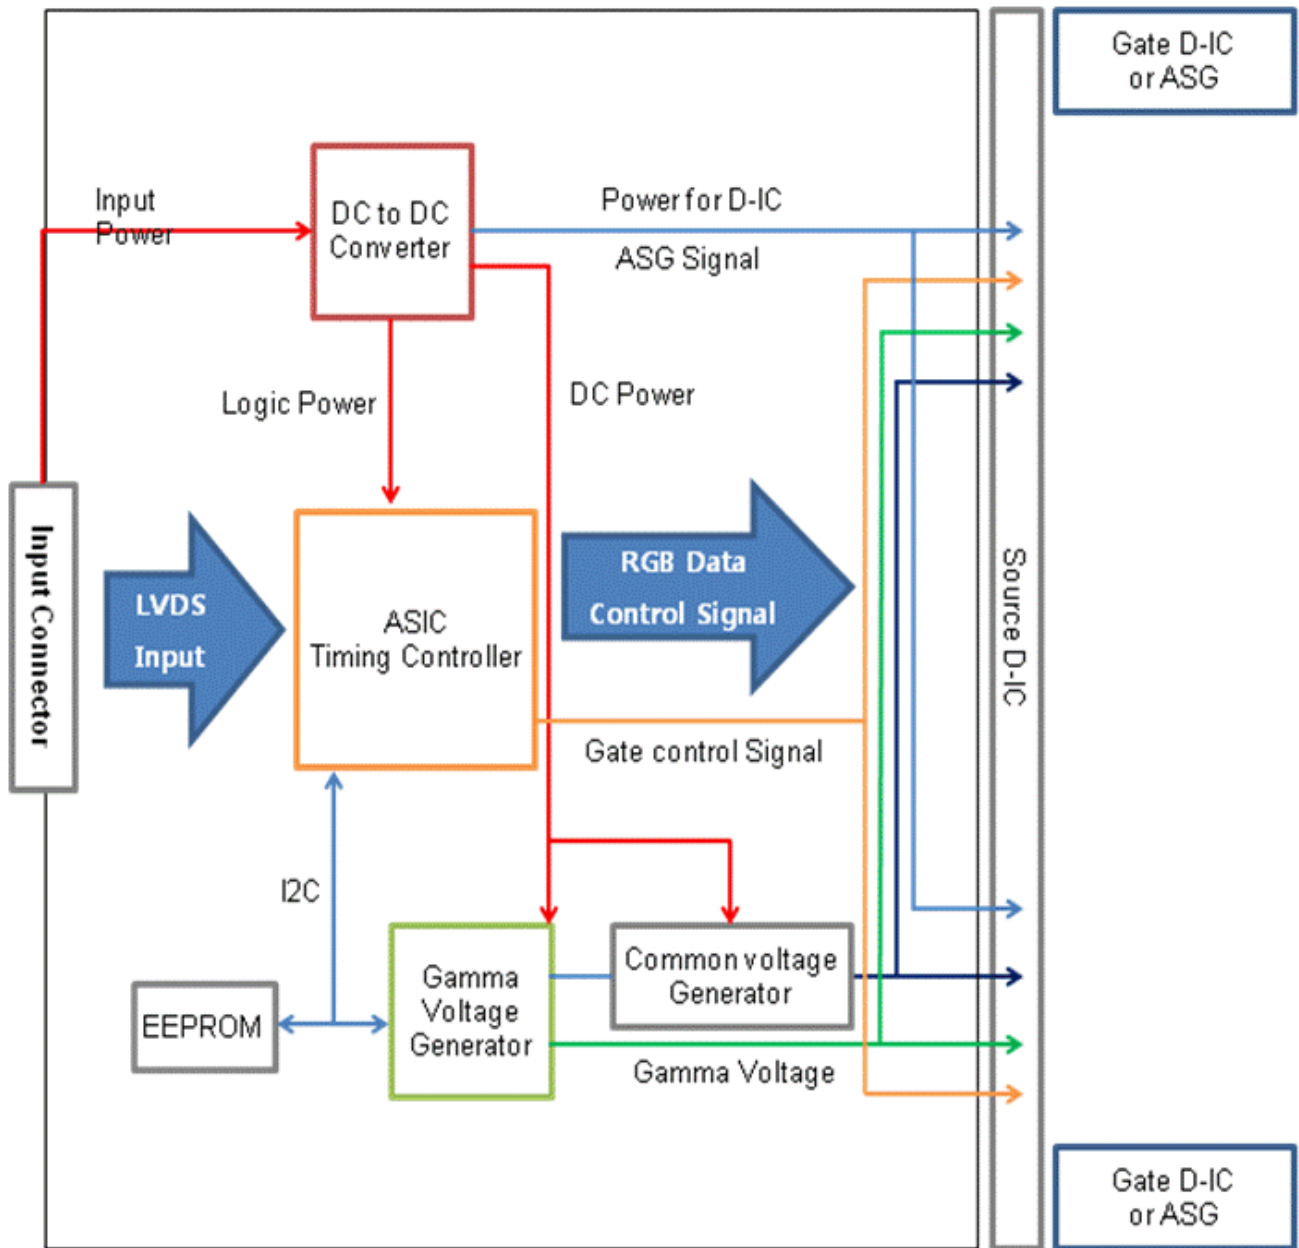 Gate D-IC
or ASG
Input
Power
DC to DC
Converter
Power for D-IC
ASG Signal
Logic Power
DC Power
Input Connector
LVDS
Input
ASIC
Timing Controller
RGB Data
Control Signal
Source D-IC
Gate control Signal
I2C
EEPROM
Gamma
Voltage
Generator
Common voltage
Generator
Gamma Voltage
Gate D-IC
or ASG